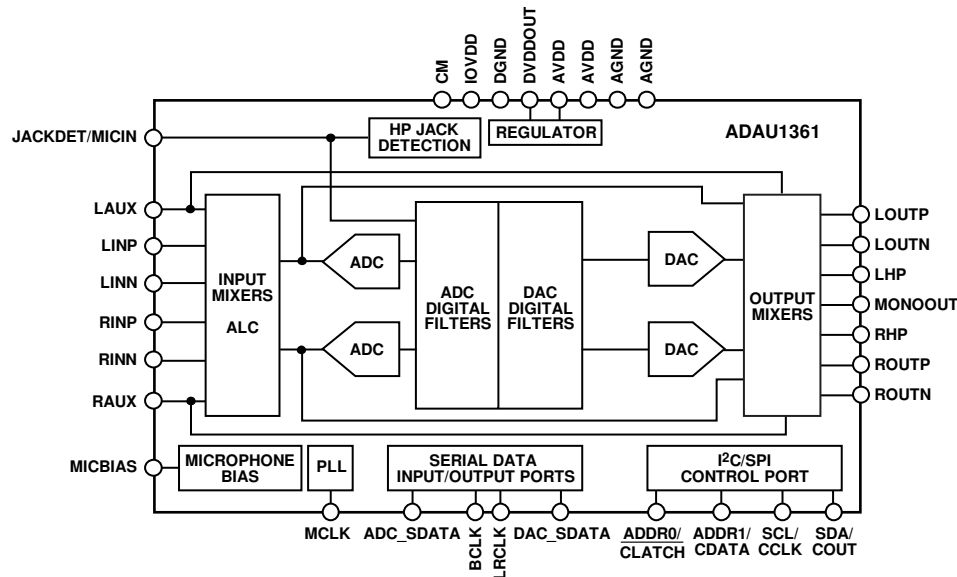 CM
IOVDD
DGND
DVDDOUT
AVDD
AVDD
AGND
AGND
JACKDET/MICIN
HP JACK
DETECTION
REGULATOR
ADAU1361
LAUX
LINP
LINN
RINP
RINN
RAUX
INPUT
MIXERS
ALC
ADC
ADC
ADC
DIGITAL
FILTERS
DAC
DIGITAL
FILTERS
DAC
DAC
OUTPUT
MIXERS
LOUTP
LOUTN
LHP
MONOOUT
RHP
ROUTP
ROUTN
MICBIAS
MICROPHONE
BIAS
PLL
SERIAL DATA
INPUT/OUTPUT PORTS
I²C/SPI
CONTROL PORT
MCLK
ADC_SDATA
BCLK
LRCLK
DAC_SDATA
ADDR0/
CLATCH
ADDR1/
CDATA
SCL/
CCLK
SDA/
COUT